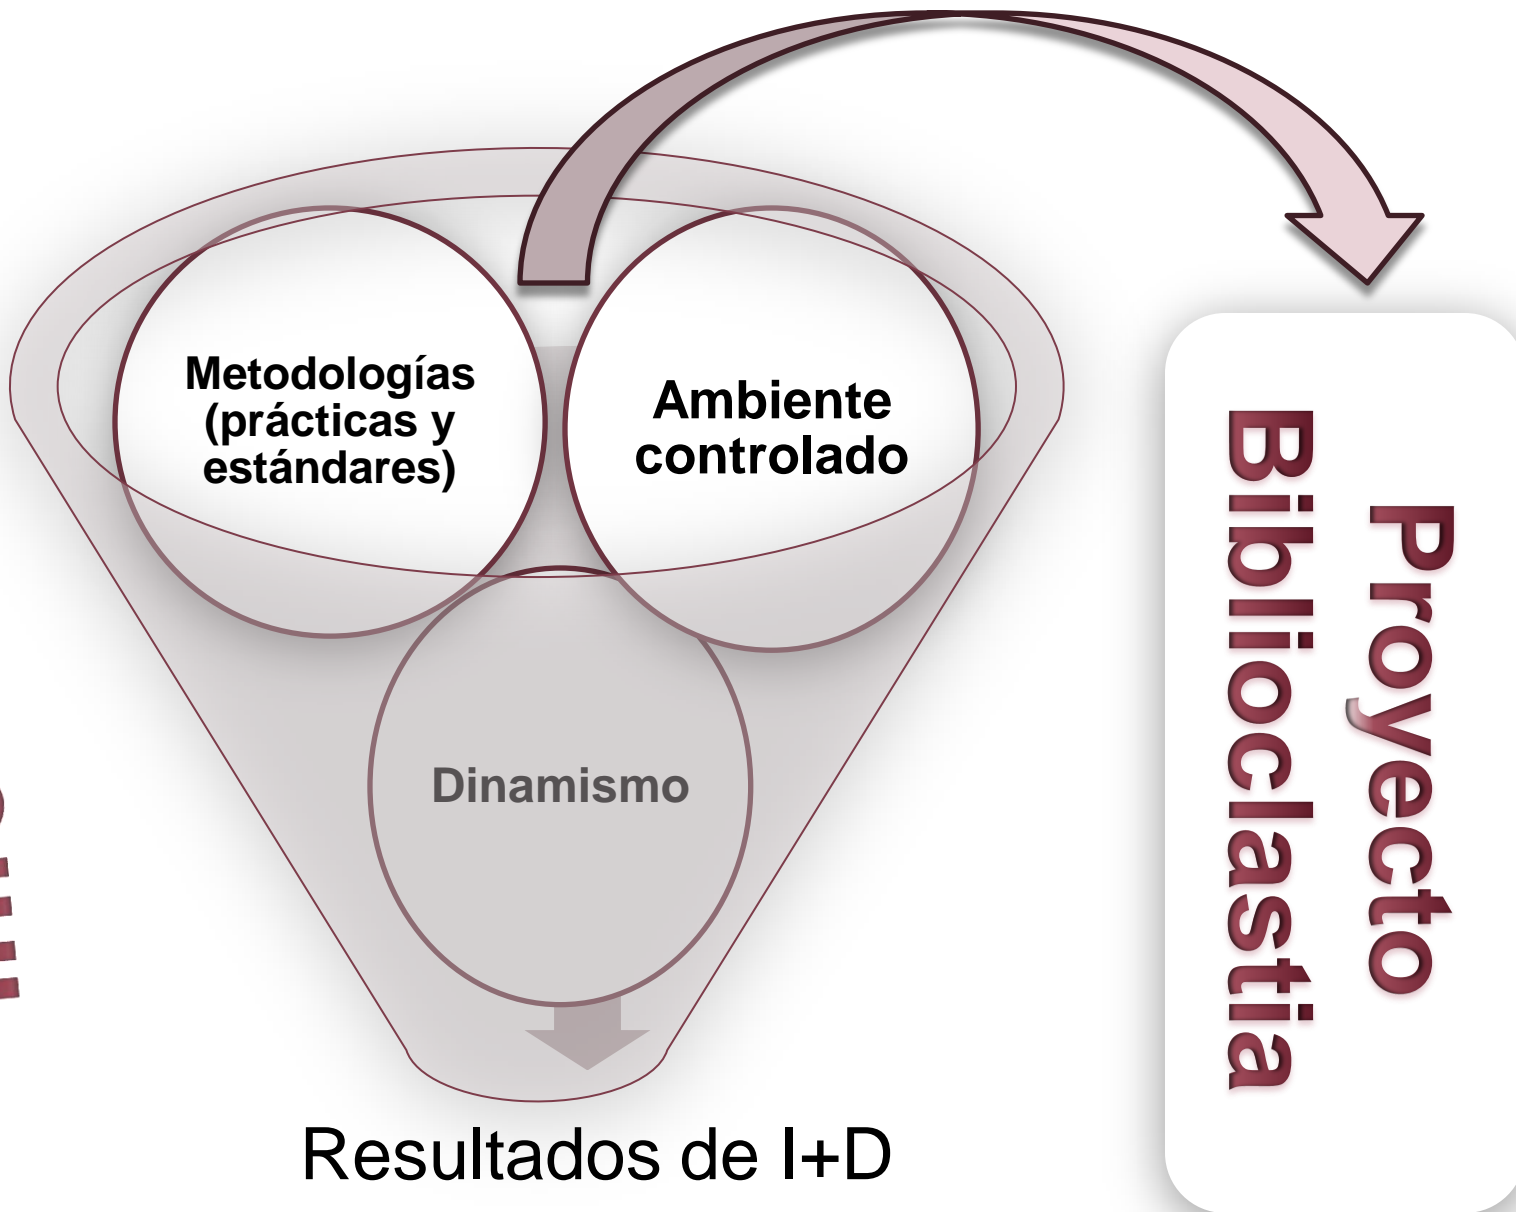 Metodologías
(prácticas y
estándares)
Ambiente
controlado
Dinamismo
Resultados de I+D
Proyecto
Biblioclastia